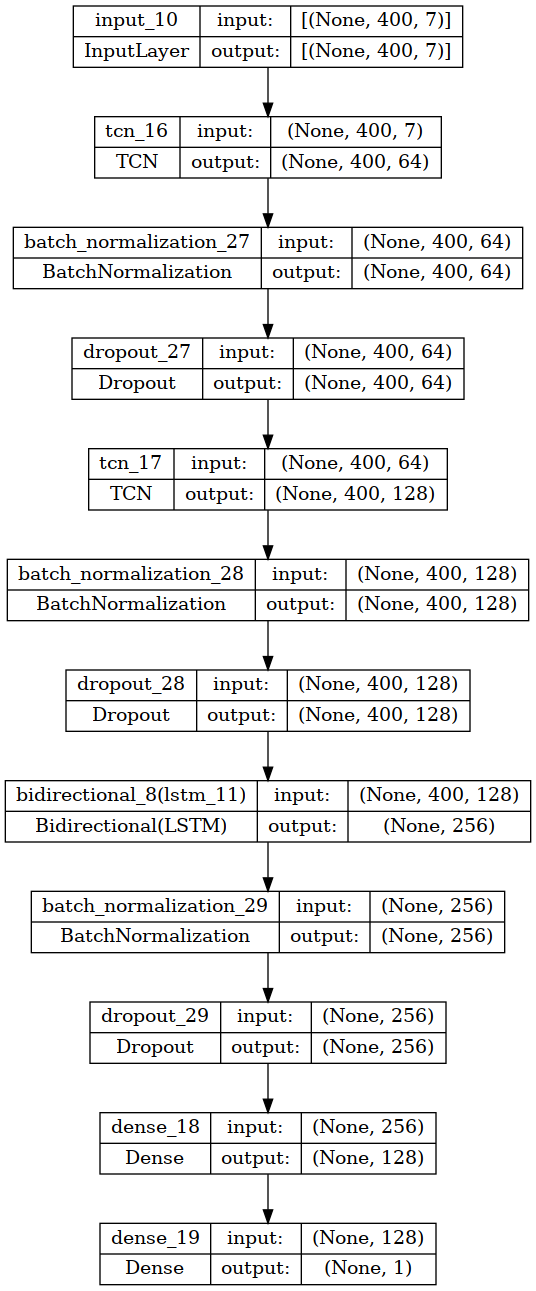 input_10 input: [(None, 400, 7)]
InputLayer output: [(None, 400, 7)]
tcn_16 input: (None, 400, 7)
TCN output: (None, 400, 64)
batch_normalization_27 input: (None, 400, 64)
BatchNormalization output: (None, 400, 64)
dropout_27 input: (None, 400, 64)
Dropout output: (None, 400, 64)
tcn_17 input: (None, 400, 64)
TCN output: (None, 400, 128)
batch_normalization_28 input: (None, 400, 128)
BatchNormalization output: (None, 400, 128)
dropout_28 input: (None, 400, 128)
Dropout output: (None, 400, 128)
bidirectional_8(lstm_11) input: (None, 400, 128)
Bidirectional(LSTM) output: (None, 256)
batch_normalization_29 input: (None, 256)
BatchNormalization output: (None, 256)
dropout_29 input: (None, 256)
Dropout output: (None, 256)
dense_18 input: (None, 256)
Dense output: (None, 128)
dense_19 input: (None, 128)
Dense output: (None, 1)